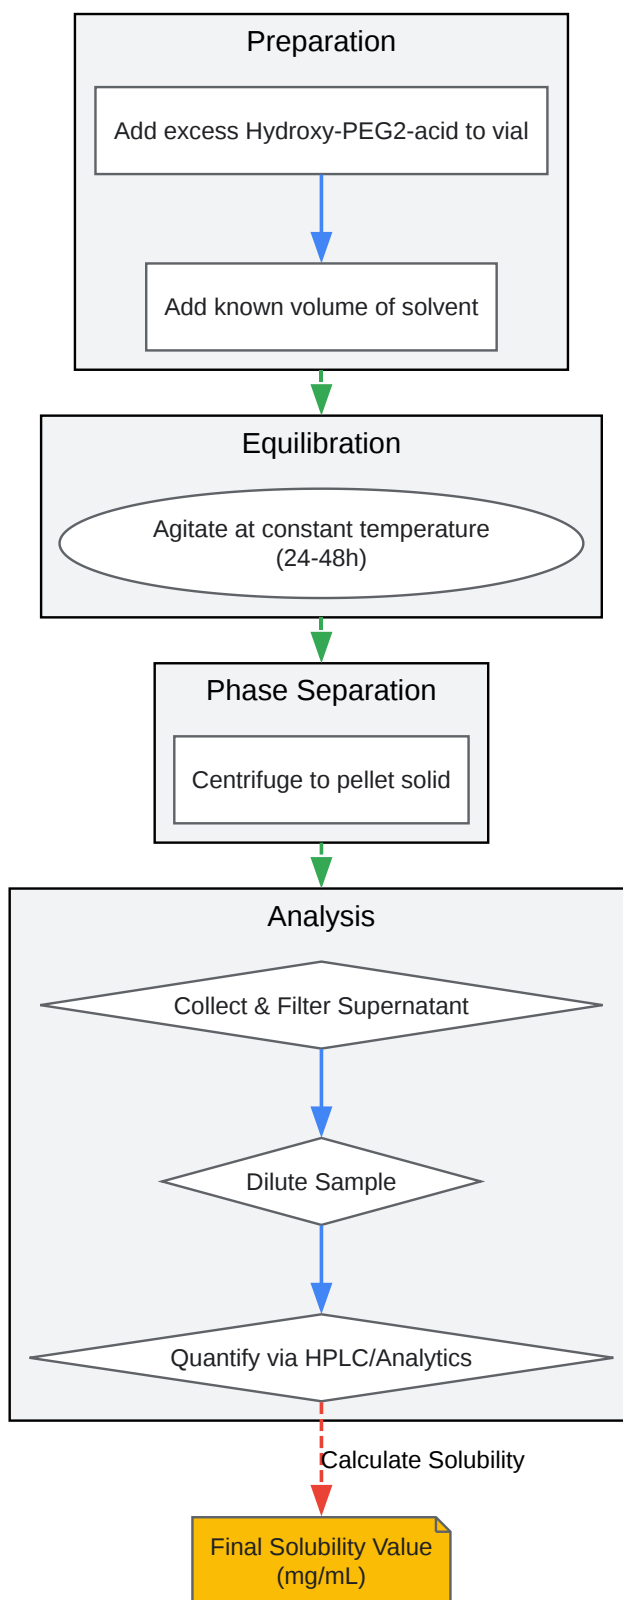 Preparation
Add excess Hydroxy-PEG2-acid to vial
Add known volume of solvent
Equilibration
Agitate at constant temperature
(24-48h)
Phase Separation
Centrifuge to pellet solid
Analysis
Collect & Filter Supernatant
Dilute Sample
Quantify via HPLC/Analytics
Calculate Solubility
Final Solubility Value
(mg/mL)